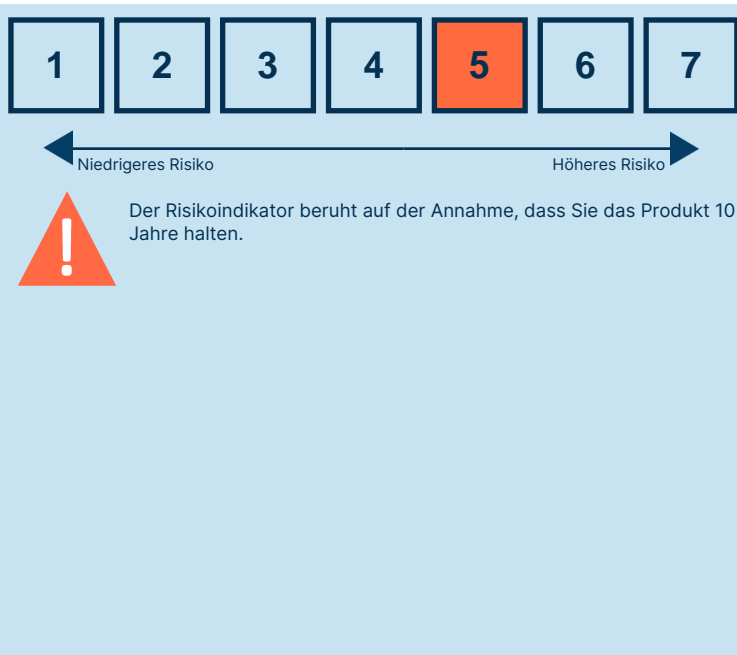 1 2 3 4 5 6 7
Niedrigeres Risiko Höheres Risiko
Der Risikoindikator beruht auf der Annahme, dass Sie das Produkt 10
Jahre halten.
!